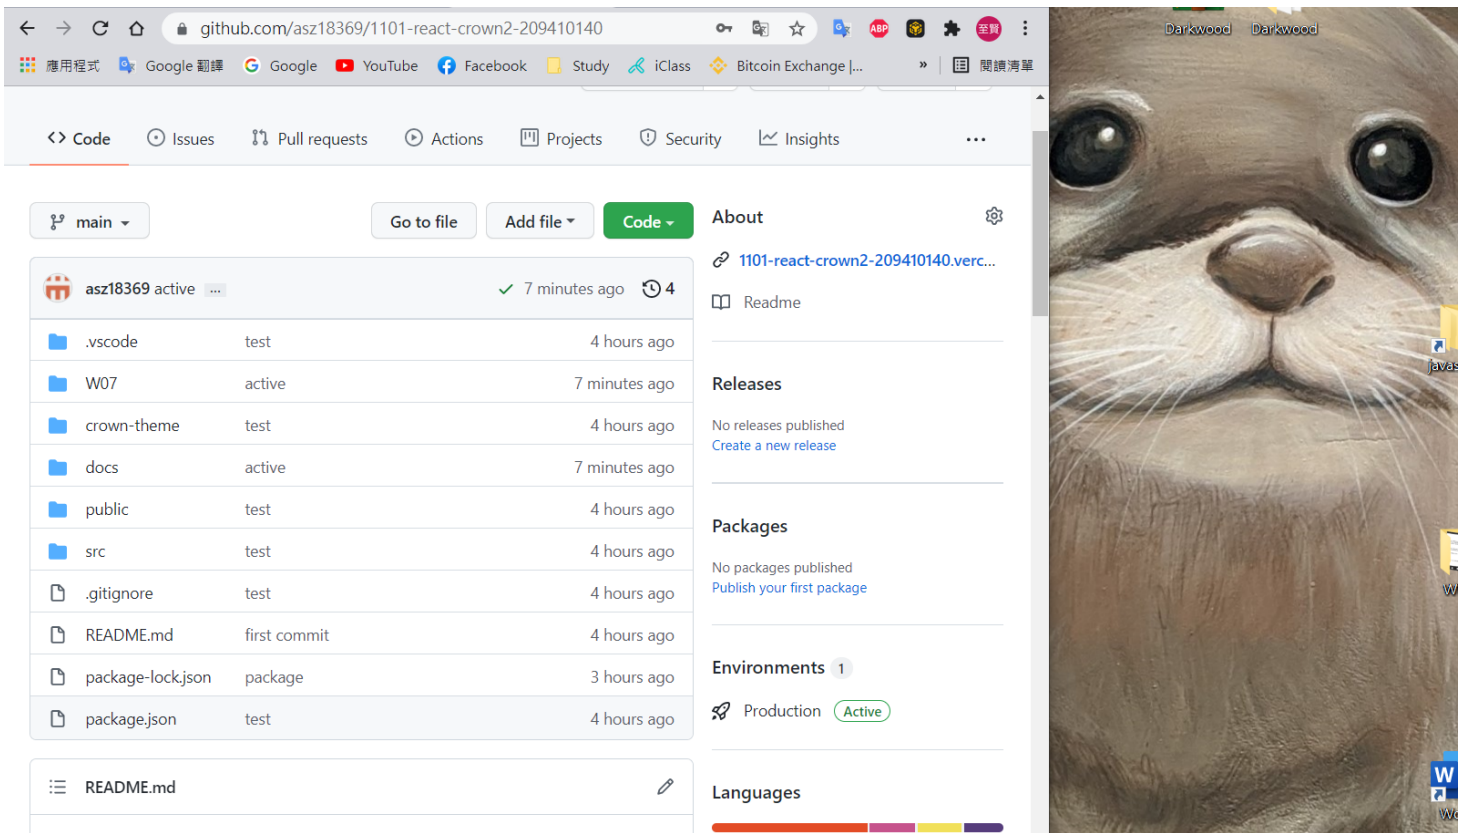 github.com/asz18369/1101-react-crown2-209410140
ABP
至賢
應用程式 Google 翻譯 Google YouTube Facebook Study iClass Bitcoin Exchange |... » 閱讀清單
Darkwood Darkwood
Code Issues Pull requests Actions Projects Security Insights ...
main Go to file Add file Code
asz18369 active ... 7 minutes ago 4
.vscode test 4 hours ago
W07 active 7 minutes ago
crown-theme test 4 hours ago
docs active 7 minutes ago
public test 4 hours ago
src test 4 hours ago
.gitignore test 4 hours ago
README.md first commit 4 hours ago
package-lock.json package 3 hours ago
package.json test 4 hours ago
README.md
About
1101-react-crown2-209410140.verc...
Readme
Releases
No releases published
Create a new release
Packages
No packages published
Publish your first package
Environments 1
Production Active
Languages
javas
W
W